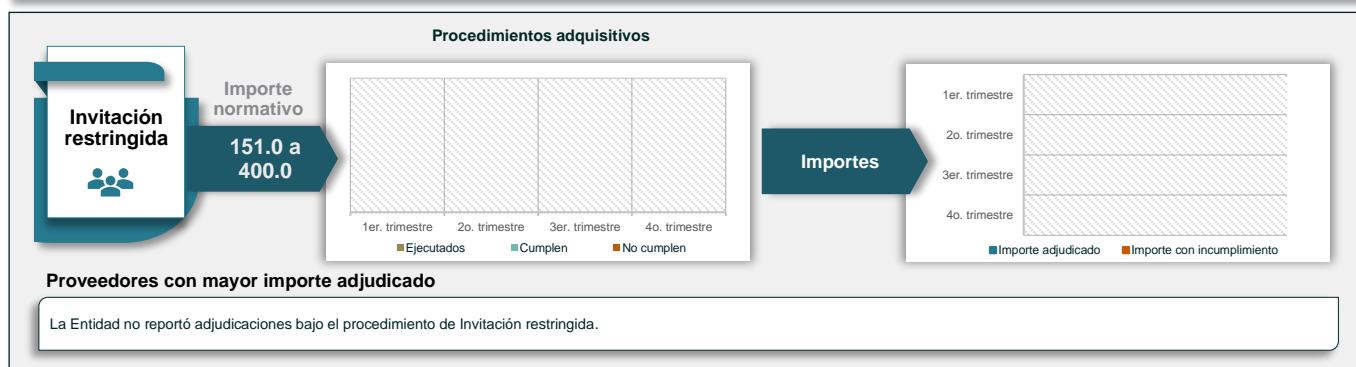 Procedimientos adquisitivos
Invitación
restringida
Importe
normativo
151.0 a
400.0
1er. trimestre 2o. trimestre 3er. trimestre 4o. trimestre
Ejecutados Cumplen No cumplen
Importes
1er. trimestre
2o. trimestre
3er. trimestre
4o. trimestre
Importe adjudicado Importe con incumplimiento
Proveedores con mayor importe adjudicado
La Entidad no reportó adjudicaciones bajo el procedimiento de Invitación restringida.